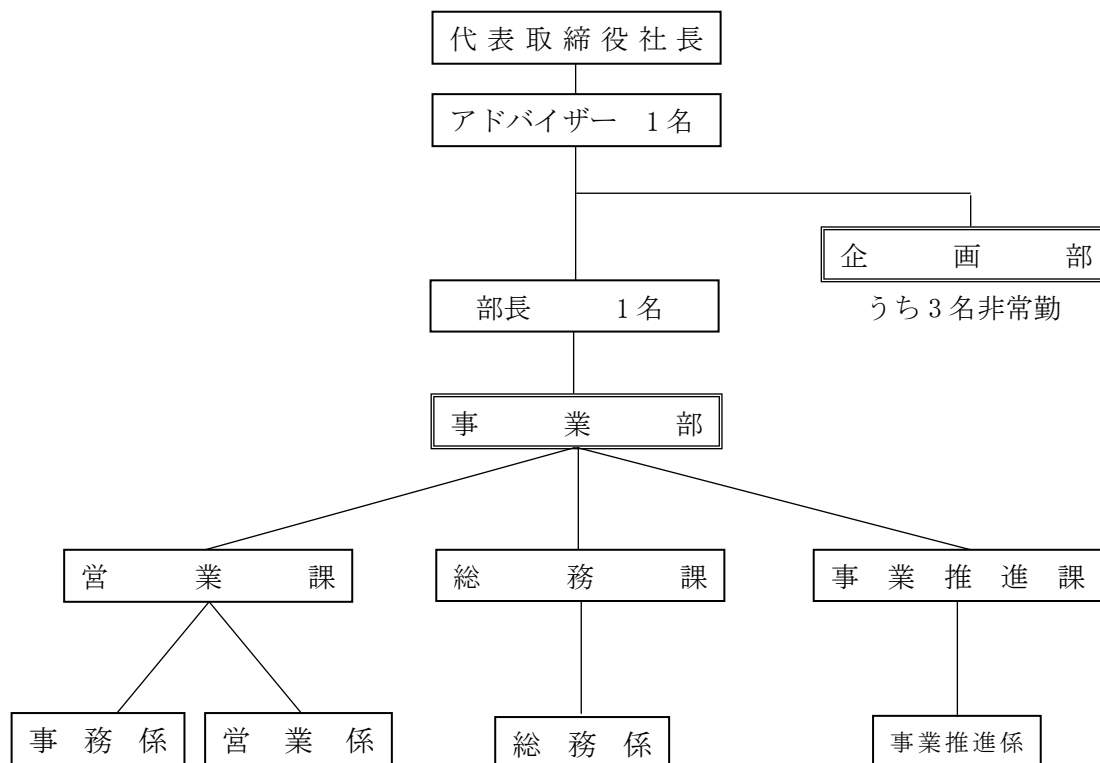 代表取締役社長
アドバイザー　1名
企　画　部
うち3名非常勤
部長　1名
事　業　部
営　業　課
総　務　課
事業推進課
事務係
営業係
総務係
事業推進係